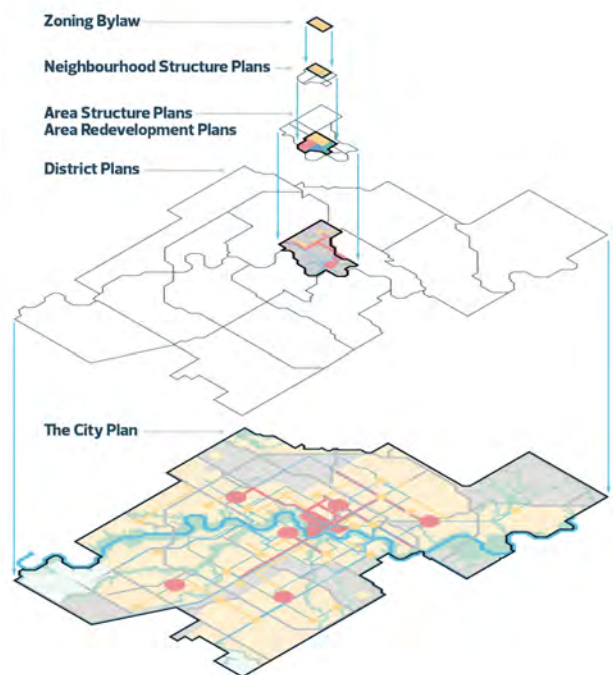 Zoning Bylaw
Neighbourhood Structure Plans
Area Structure Plans
Area Redevelopment Plans
District Plans
The City Plan